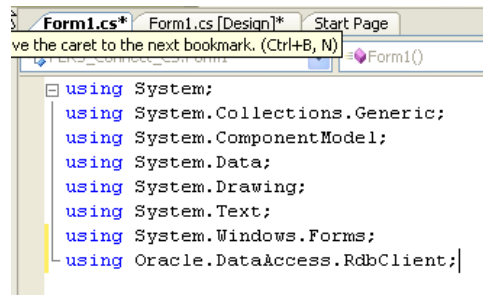 Form1.cs* Form1.cs [Design]* Start Page
ve the caret to the next bookmark. (Ctrl+B, N)
Form1()
using System;
using System.Collections.Generic;
using System.ComponentModel;
using System.Data;
using System.Drawing;
using System.Text;
using System.Windows.Forms;
using Oracle.DataAccess.RdbClient;